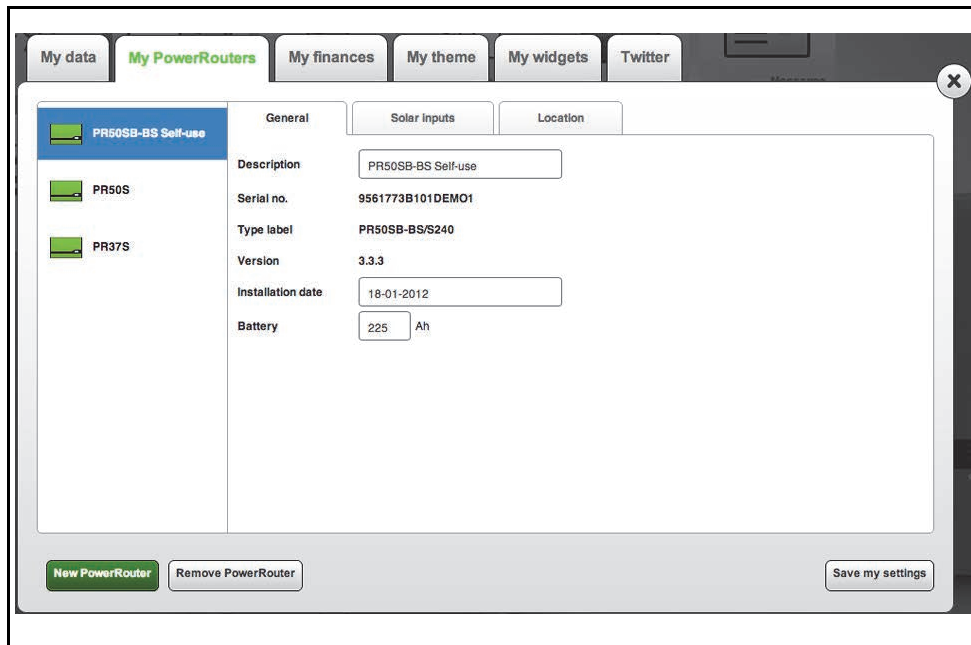 My data My PowerRouters My finances My theme My widgets Twitter
General Solar inputs Location
PR50SB-BS Self-use
PR50S
PR37S
Description PR50SB-BS Self-use
Serial no. 9561773B101DEMO1
Type label PR50SB-BS/S240
Version 3.3.3
Installation date 18-01-2012
Battery 225 Ah
New PowerRouter Remove PowerRouter Save my settings